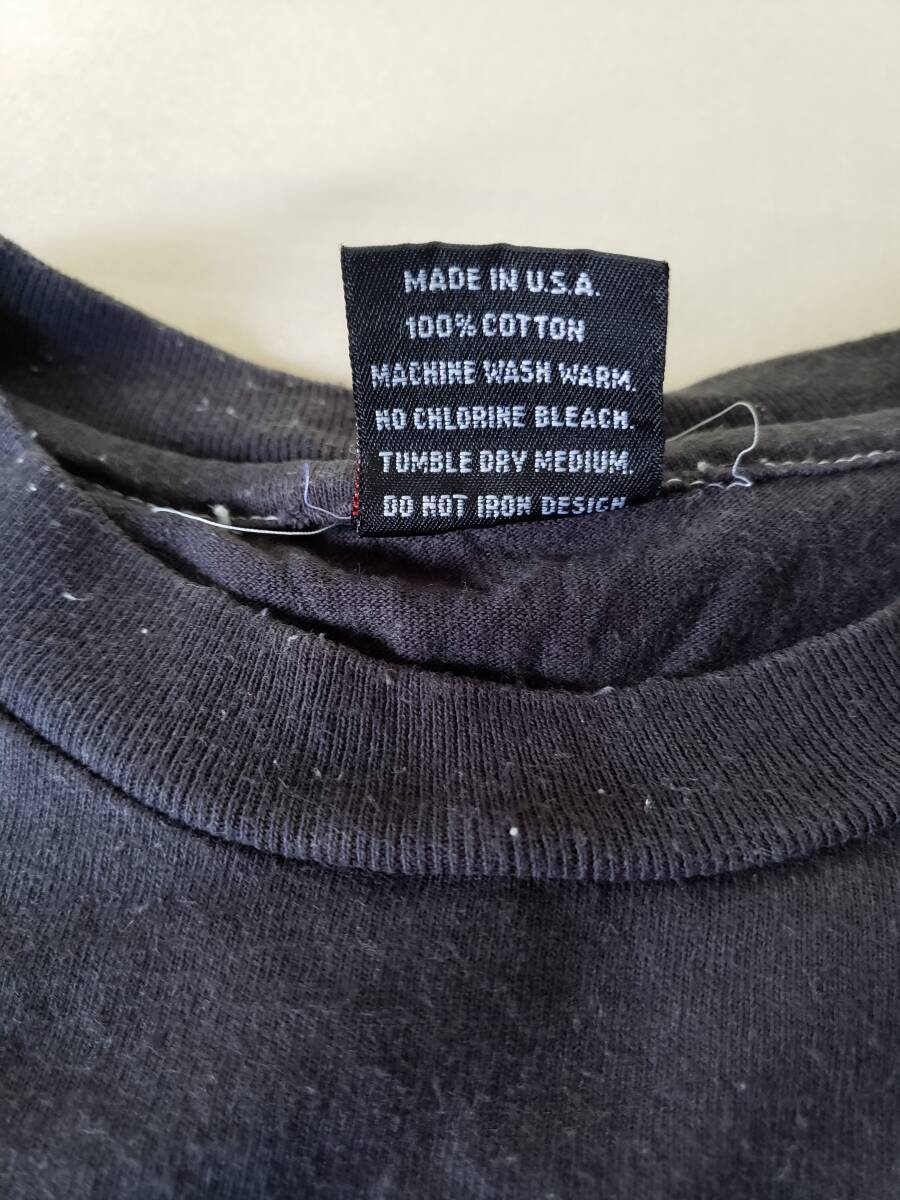 MADE IN U.S.A.
100% COTTON
MACHINE WASH WARM.
NO CHLORINE BLEACH.
TUMBLE DRY MEDIUM.
DO NOT IRON DESIGN